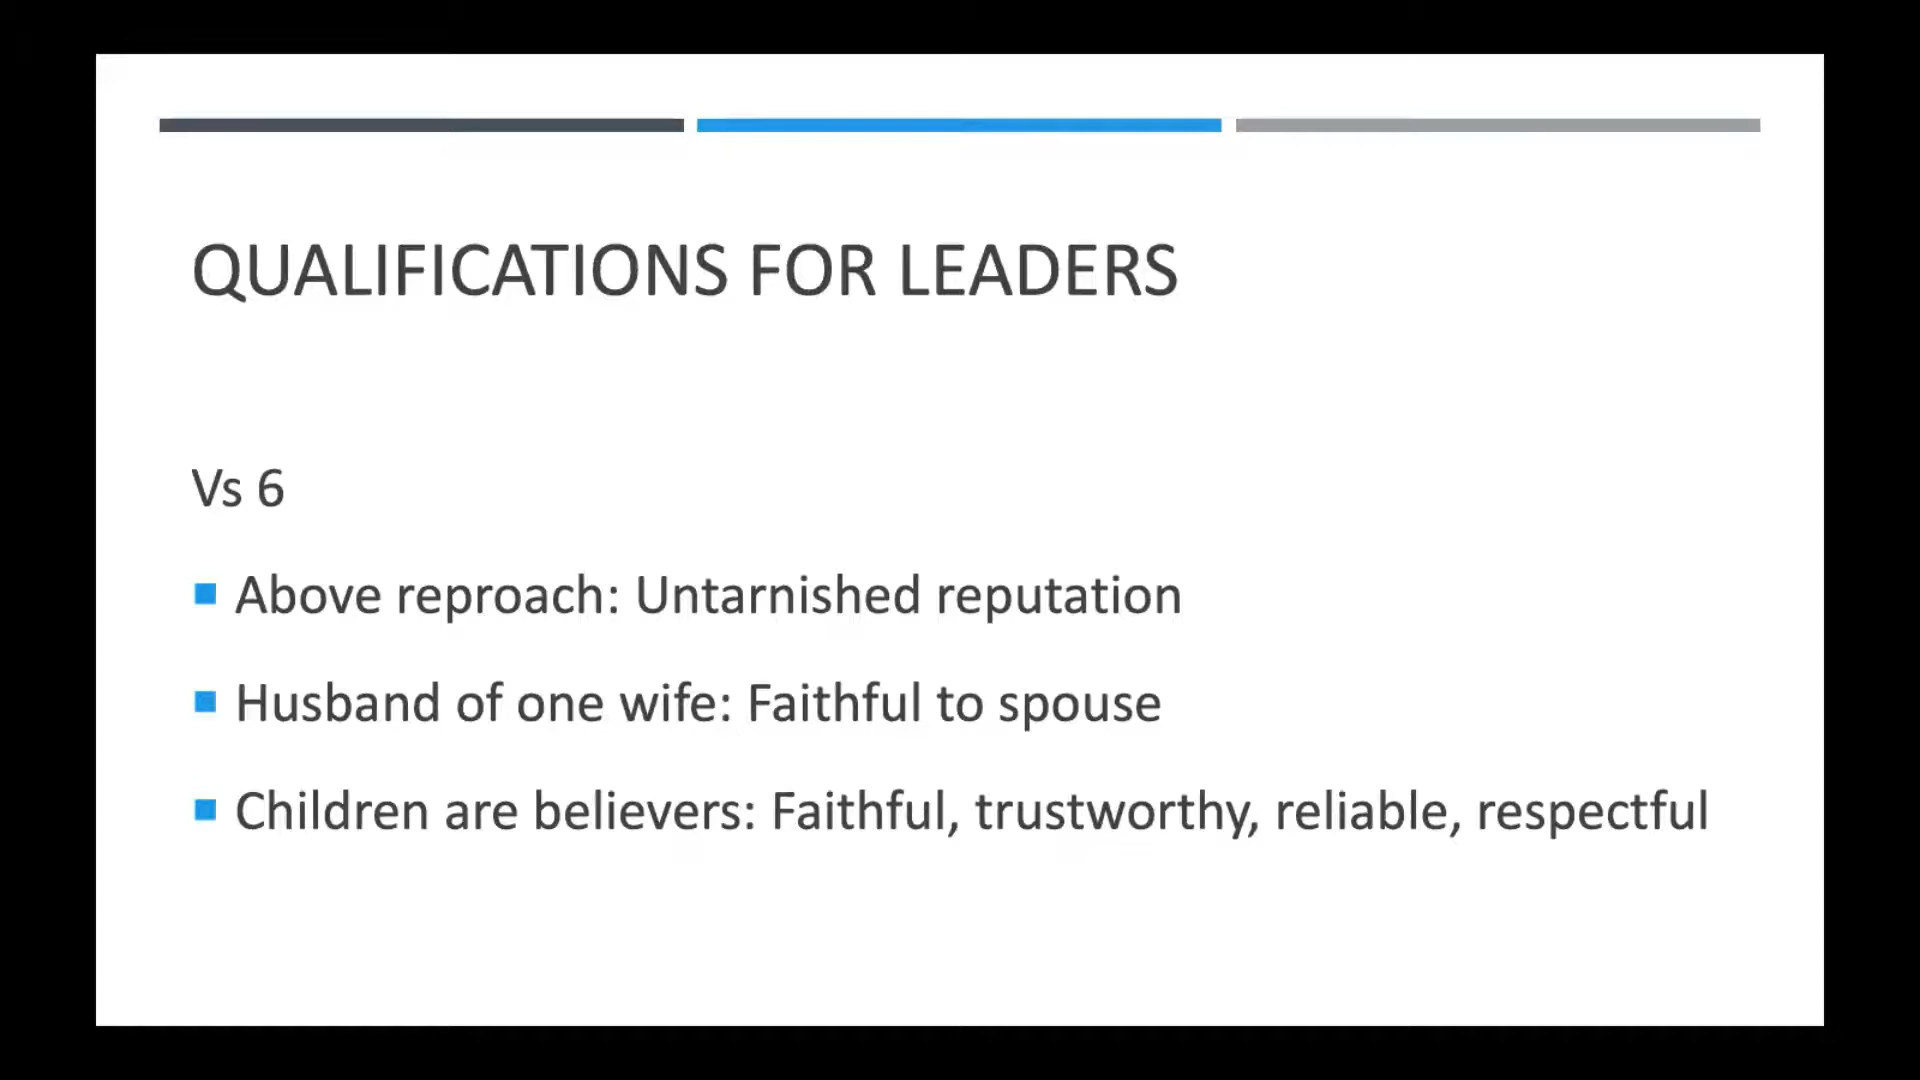 QUALIFICATIONS FOR LEADERS
Vs 6
Above reproach: Untarnished reputation
Husband of one wife: Faithful to spouse
Children are believers: Faithful, trustworthy, reliable, respectful